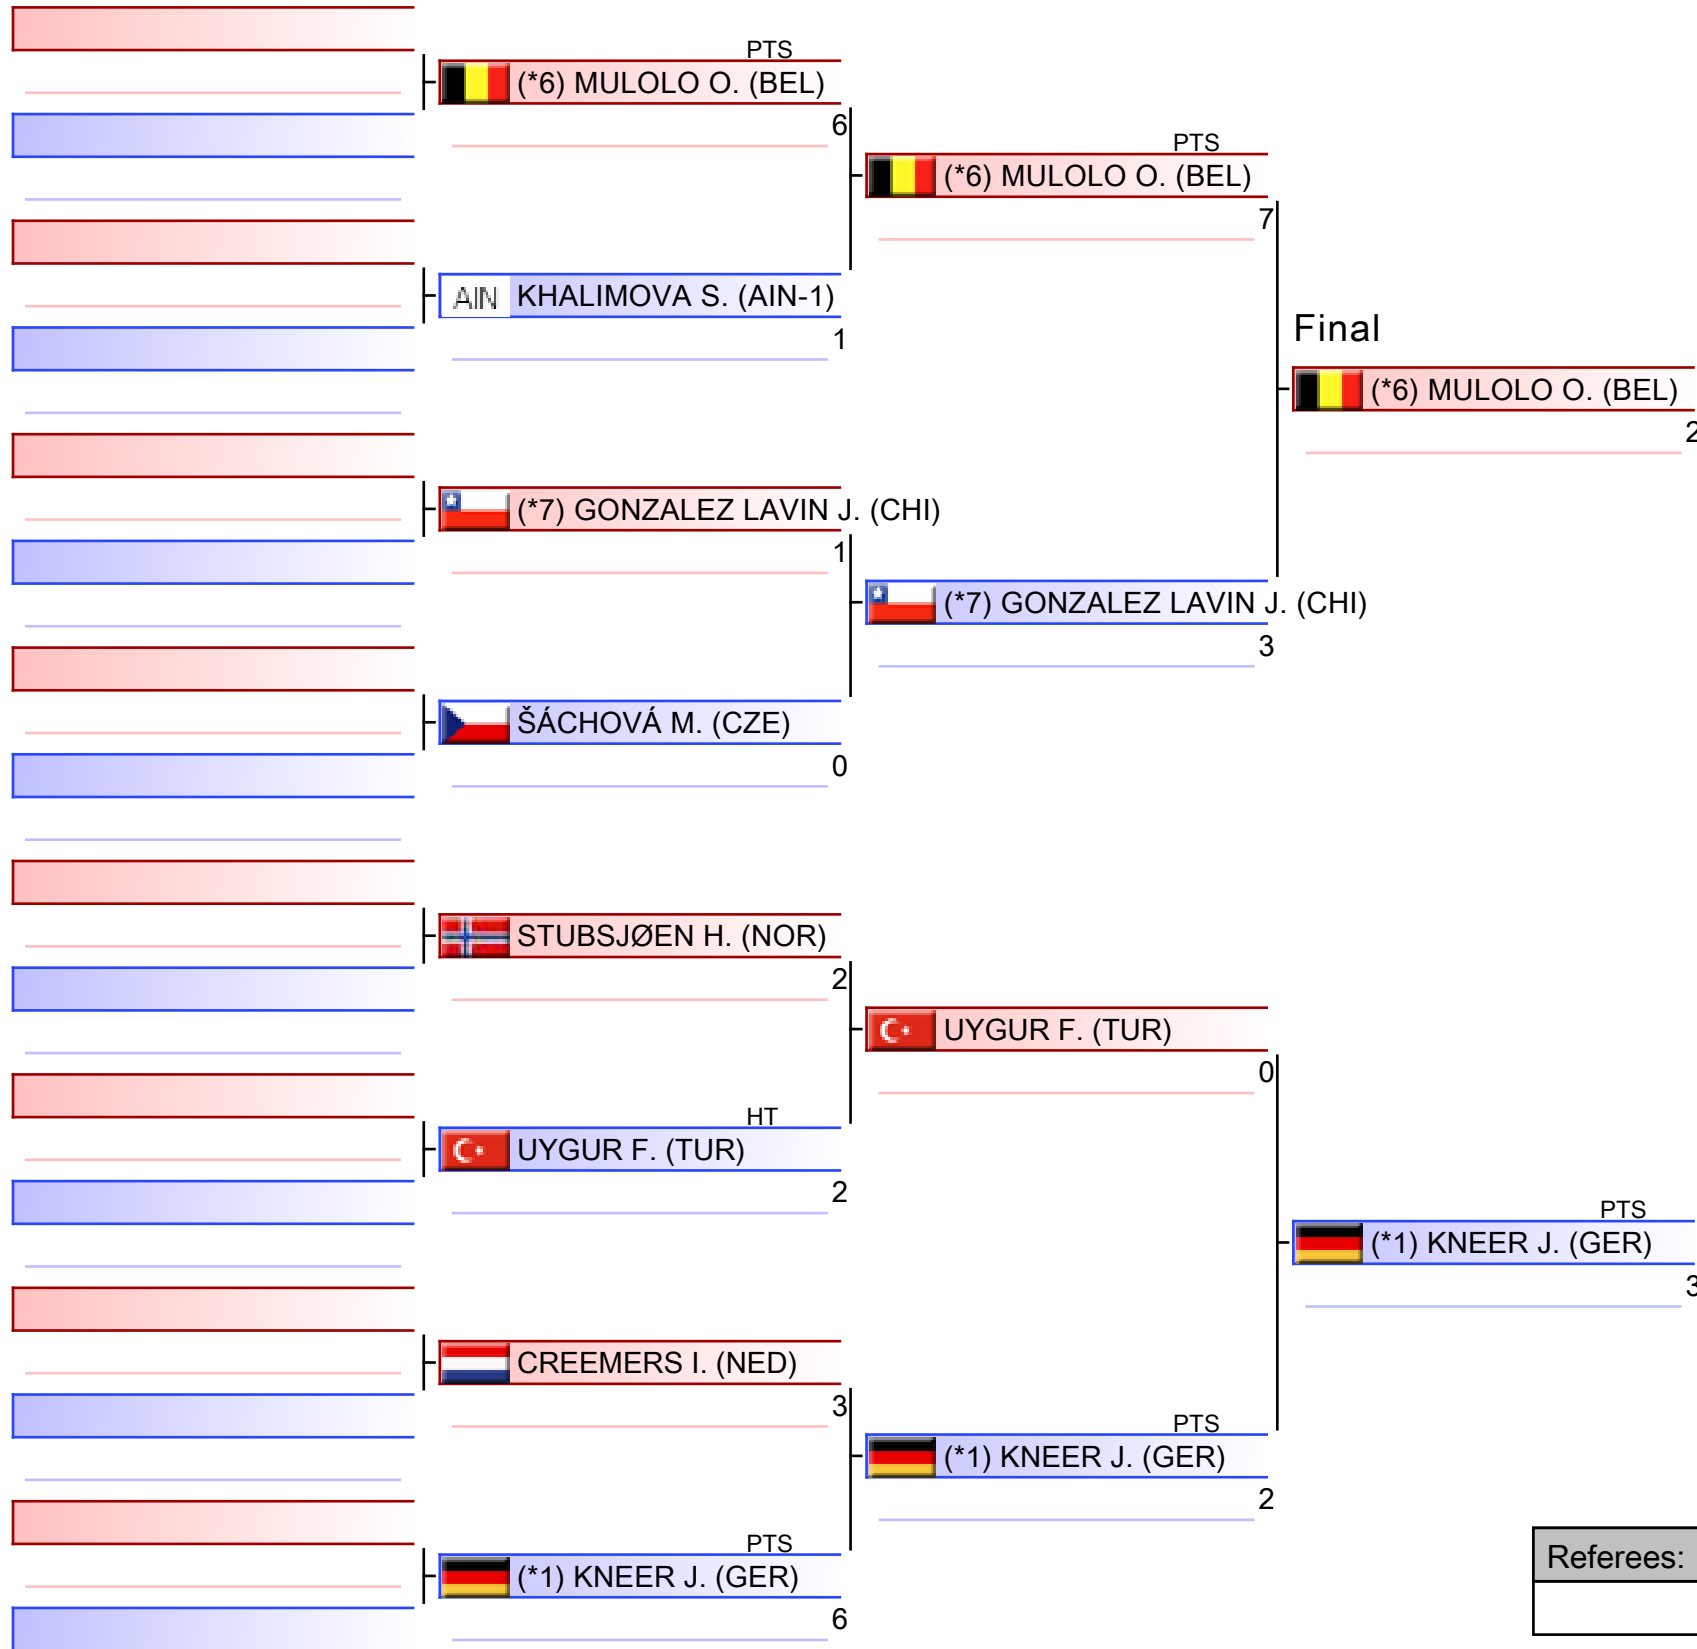 PTS
(*6) MULOLO O. (BEL)
6
PTS
(*6) MULOLO O. (BEL)
7
AIN KHALIMOVA S. (AIN-1)
1
Final
(*6) MULOLO O. (BEL)
2
(*7) GONZALEZ LAVIN J. (CHI)
1
(*7) GONZALEZ LAVIN J. (CHI)
3
ŠÁCHOVÁ M. (CZE)
0
STUBSJØEN H. (NOR)
2
UYGUR F. (TUR)
0
HT
UYGUR F. (TUR)
2
PTS
(*1) KNEER J. (GER)
3
CREEMERS I. (NED)
3
PTS
(*1) KNEER J. (GER)
2
PTS
(*1) KNEER J. (GER)
6
Referees: